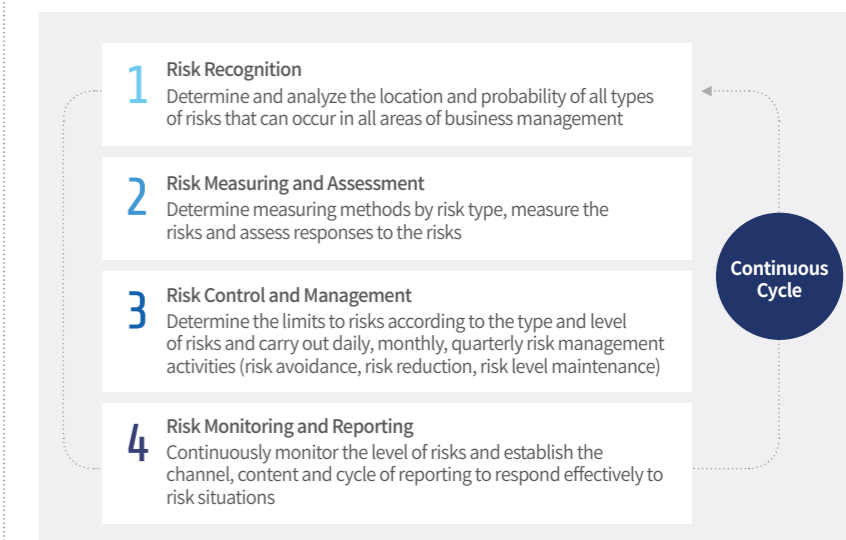 1
Risk Recognition
Determine and analyze the location and probability of all types
of risks that can occur in all areas of business management
2
Risk Measuring and Assessment
Determine measuring methods by risk type, measure the
risks and assess responses to the risks
3
Risk Control and Management
Determine the limits to risks according to the type and level
of risks and carry out daily, monthly, quarterly risk management
activities (risk avoidance, risk reduction, risk level maintenance)
4
Risk Monitoring and Reporting
Continuously monitor the level of risks and establish the
channel, content and cycle of reporting to respond effectively to
risk situations
Continuous
Cycle